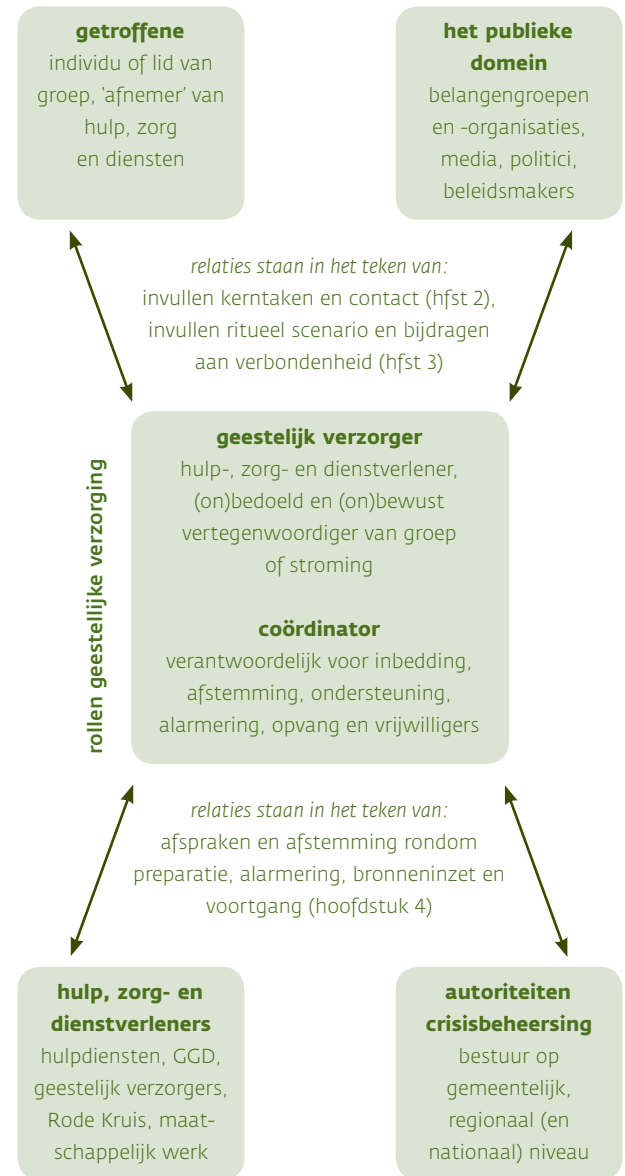 getroffene
individu of lid van
groep, ‘afnemer’ van
hulp, zorg
en diensten
het publieke
domein
belangengroepen
en -organisaties,
media, politici,
beleidsmakers
relaties staan in het teken van:
invullen kerntaken en contact (hfst 2),
invullen ritueel scenario en bijdragen
aan verbondenheid (hfst 3)
rollen geestellijke verzorging
geestelijk verzorger
hulp-, zorg- en dienstverlener,
(on)bedoeld en (on)bewust
vertegenwoordiger van groep
of stroming
coördinator
verantwoordelijk voor inbedding,
afstemming, ondersteuning,
alarmering, opvang en vrijwilligers
relaties staan in het teken van:
afspraken en afstemming rondom
preparatie, alarmering, bronneninzet en
voortgang (hoofdstuk 4)
hulp, zorg- en
dienstverleners
hulpdiensten, GGD,
geestelijk verzorgers,
Rode Kruis, maat-
schappelijk werk
autoriteiten
crisisbeheersing
bestuur op
gemeentelijk,
regionaal (en
nationaal) niveau